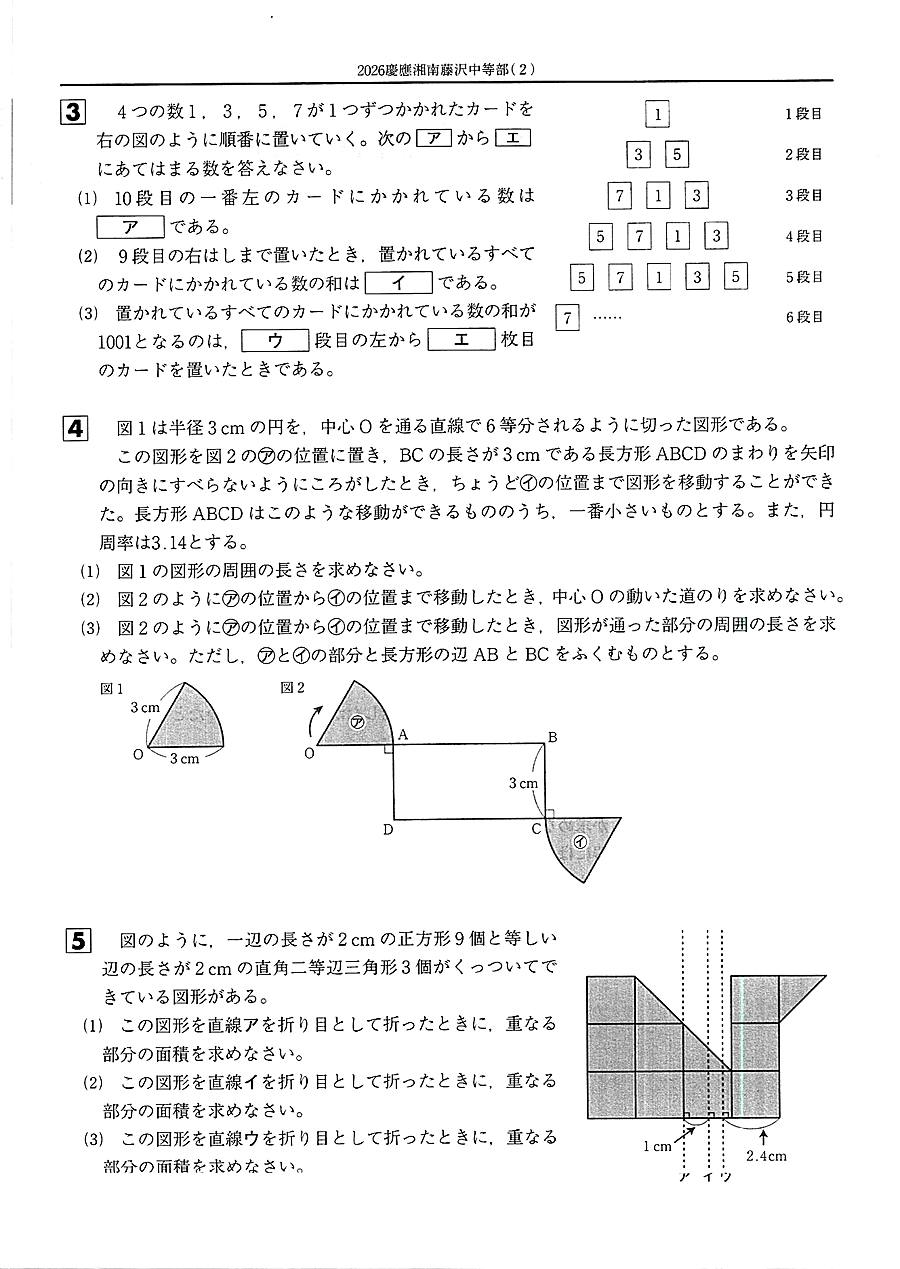 2026慶應湘南藤沢中等部(2)
3 4つの数1，3，5，7が1つずつかかれたカードを
右の図のように順番に置いていく。次の ア から エ
にあてはまる数を答えなさい。
(1) 10段目の一番左のカードにかかれている数は
ア である。
(2) 9段目の右はしまで置いたとき，置かれているすべて
のカードにかかれている数の和は イ である。
(3) 置かれているすべてのカードにかかれている数の和が
1001となるのは， ウ 段目の左から エ 枚目
のカードを置いたときである。
1 1段目
3 5 2段目
7 1 3 3段目
5 7 1 3 4段目
5 7 1 3 5 5段目
7 …… 6段目
4 図1は半径3cmの円を，中心Oを通る直線で6等分されるように切った図形である。
この図形を図2の㋐の位置に置き，BCの長さが3cmである長方形ABCDのまわりを矢印
の向きにすべらないようにころがしたとき，ちょうど㋑の位置まで図形を移動することができ
た。長方形ABCDはこのような移動ができるもののうち，一番小さいものとする。また，円
周率は3.14とする。
(1) 図1の図形の周囲の長さを求めなさい。
(2) 図2のように㋐の位置から㋑の位置まで移動したとき，中心Oの動いた道のりを求めなさい。
(3) 図2のように㋐の位置から㋑の位置まで移動したとき，図形が通った部分の周囲の長さを求
めなさい。ただし，㋐と㋑の部分と長方形の辺ABとBCをふくむものとする。
図1
3cm
O
3cm
図2
㋐
O
A
B
3cm
D
C
㋑
5 図のように，一辺の長さが2cmの正方形9個と等しい
辺の長さが2cmの直角二等辺三角形3個がくっついてで
きている図形がある。
(1) この図形を直線アを折り目として折ったときに，重なる
部分の面積を求めなさい。
(2) この図形を直線イを折り目として折ったときに，重なる
部分の面積を求めなさい。
(3) この図形を直線ウを折り目として折ったときに，重なる
部分の面積を求めなさい。
1cm
2.4cm
ア イ ウ